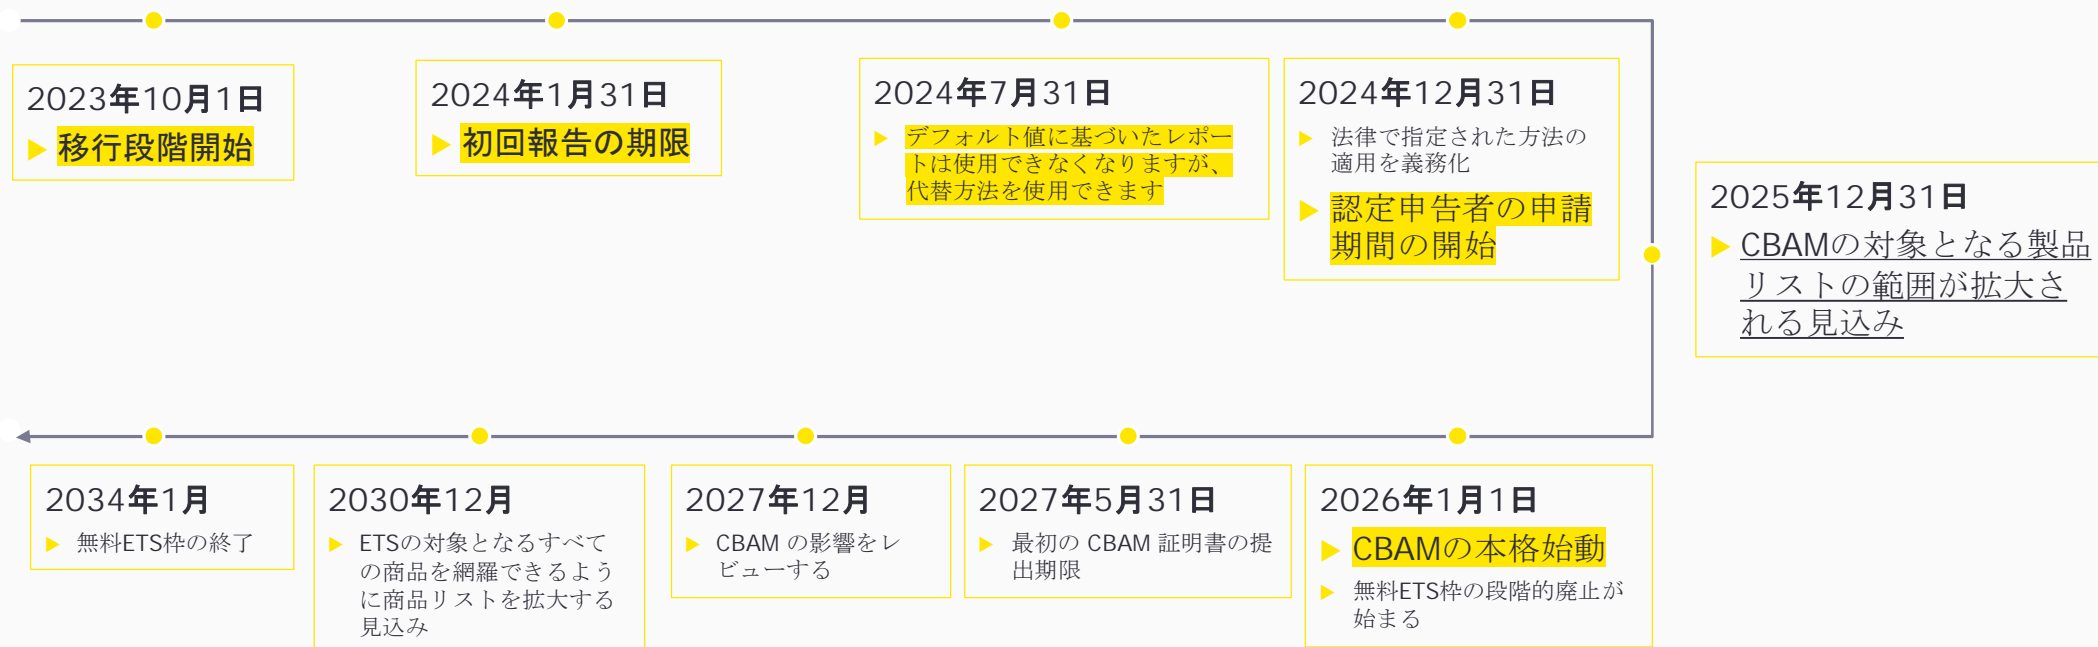 2023年10月1日
移行段階開始
2024年1月31日
初回報告の期限
2024年7月31日
デフォルト値に基づいたレポー
トは使用できなくなりますが、
代替方法を使用できます
2024年12月31日
法律で指定された方法の
適用を義務化
認定申告者の申請
期間の開始
2025年12月31日
CBAMの対象となる製品
リストの範囲が拡大さ
れる見込み
2034年1月
無料ETS枠の終了
2030年12月
ETSの対象となるすべて
の商品を網羅できるよう
に商品リストを拡大する
見込み
2027年12月
CBAM の影響をレ
ビューする
2027年5月31日
最初の CBAM 証明書の提
出期限
2026年1月1日
CBAMの本格始動
無料ETS枠の段階的廃止が
始まる